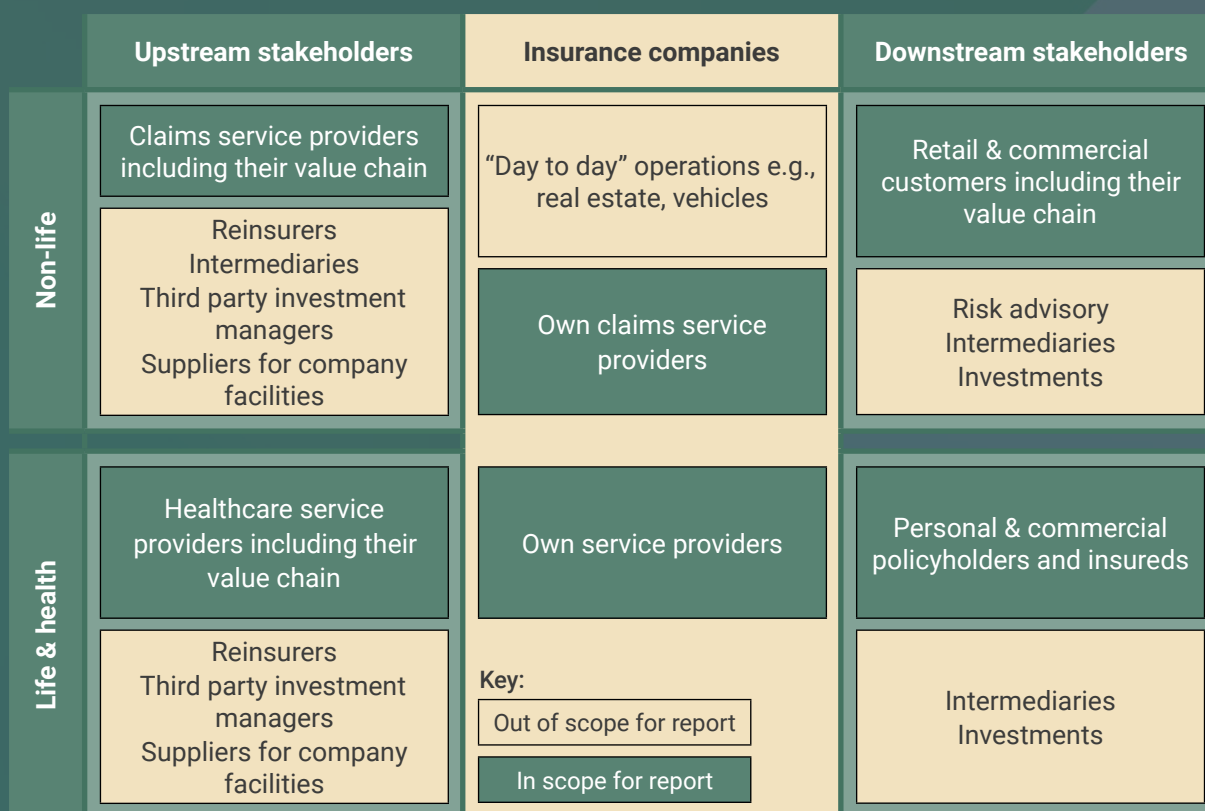 Upstream stakeholders
Insurance companies
Downstream stakeholders
Non-life
Claims service providers
including their value chain
Reinsurers
Intermediaries
Third party investment
managers
Suppliers for company
facilities
“Day to day” operations e.g.,
real estate, vehicles
Own claims service
providers
Retail & commercial
customers including their
value chain
Risk advisory
Intermediaries
Investments
Life & health
Healthcare service
providers including their
value chain
Reinsurers
Third party investment
managers
Suppliers for company
facilities
Own service providers
Key:
Out of scope for report
In scope for report
Personal & commercial
policyholders and insureds
Intermediaries
Investments